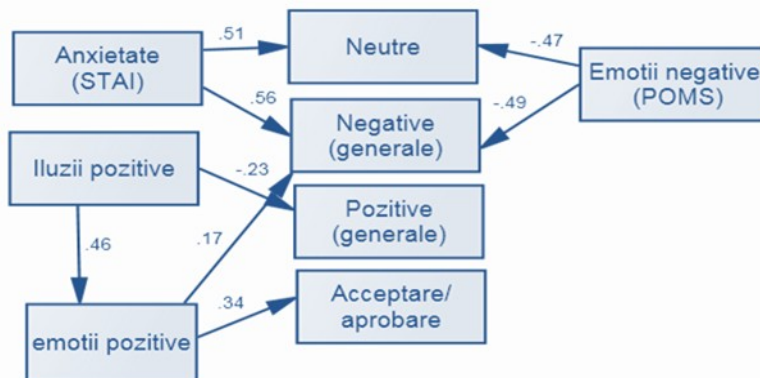 .51
Neutre
-.47
Anxietate
(STAI)
Emotii negative
(POMS)
.56
Negative
(generale)
-.49
Iluzii pozitive
-.23
Pozitive
(generale)
.46
.17
Acceptare/
aprobare
.34
emotii pozitive